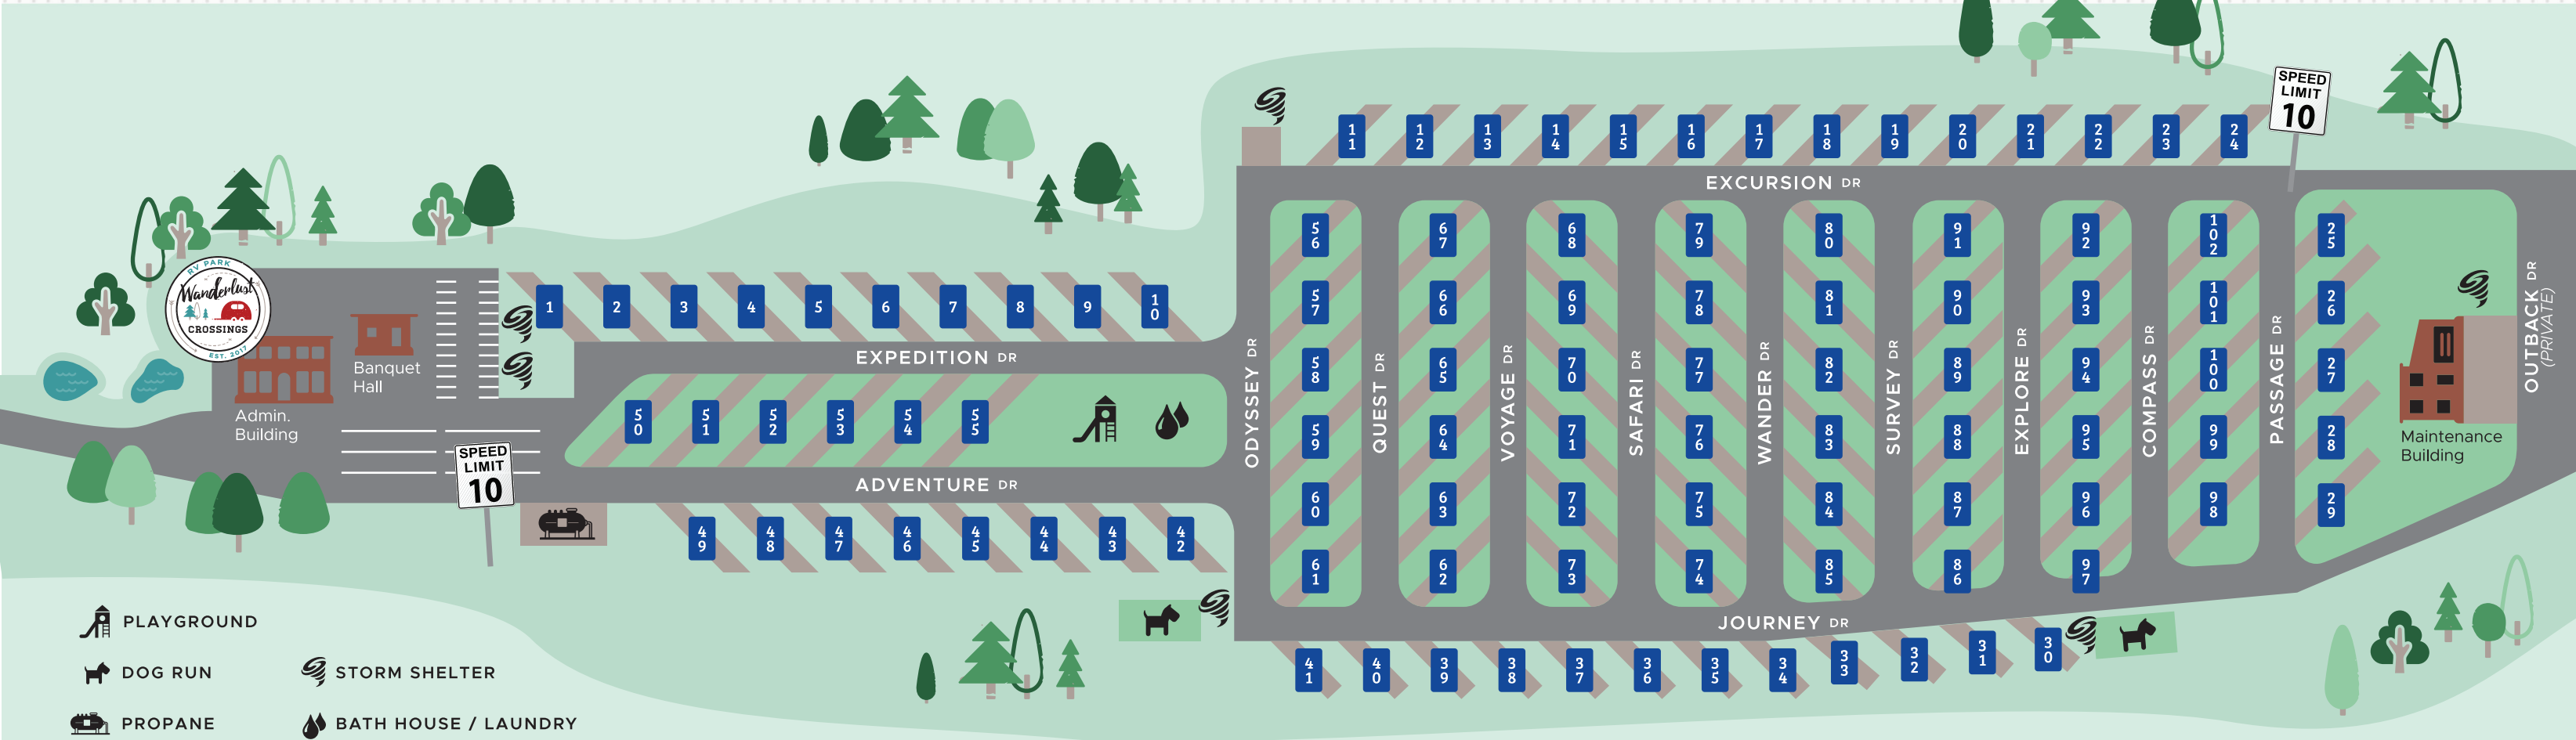 SPEED
LIMIT
10
11 12 13 14 15 16 17 18 19 20 21 22 23 24
EXCURSION DR
RV PARK
Wanderlust
CROSSINGS
EST. 2017
Admin.
Building
Banquet
Hall
1 2 3 4 5 6 7 8 9 10
EXPEDITION DR
50 51 52 53 54 55
ADVENTURE DR
SPEED
LIMIT
10
49 48 47 46 45 44 43 42
ODYSSEY DR
56
57
58
59
60
61
QUEST DR
67
66
65
64
63
62
VOYAGE DR
68
69
70
71
72
73
SAFARI DR
79
78
77
76
75
74
WANDER DR
80
81
82
83
84
85
SURVEY DR
91
90
89
88
87
86
EXPLORE DR
92
93
94
95
96
97
COMPASS DR
102
101
100
99
98
PASSAGE DR
25
26
27
28
29
Maintenance
Building
OUTBACK DR
(PRIVATE)
JOURNEY DR
41 40 39 38 37 36 35 34 33 32 31 30
PLAYGROUND
DOG RUN
STORM SHELTER
PROPANE
BATH HOUSE / LAUNDRY